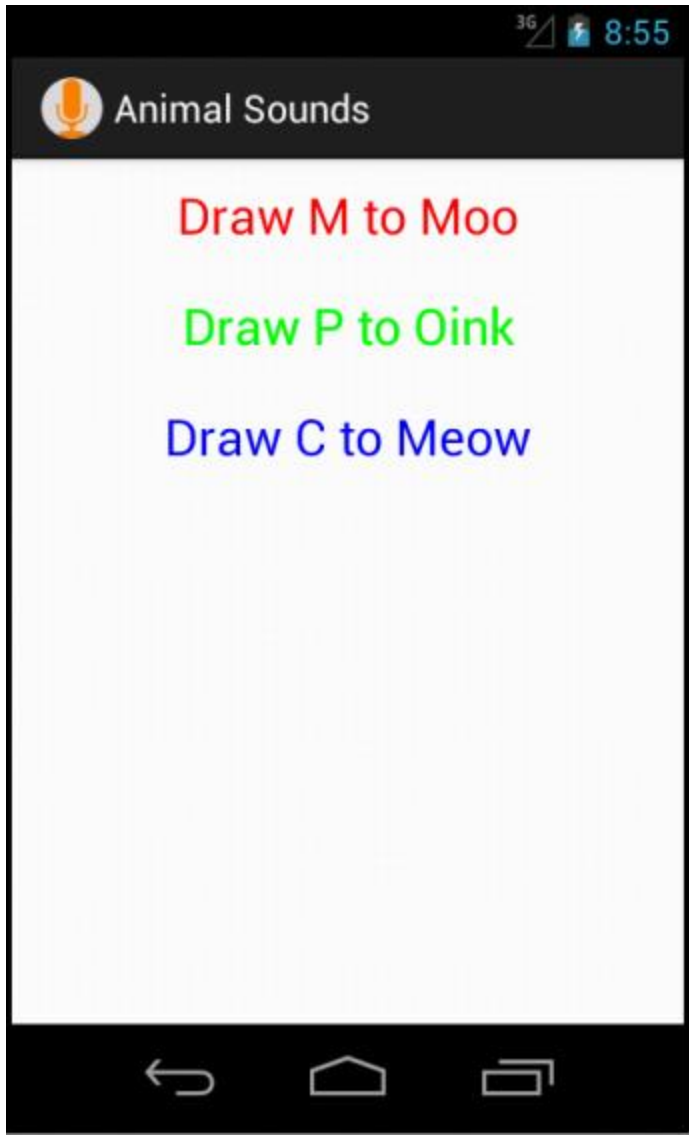 3G 8:55
Animal Sounds
Draw M to Moo
Draw P to Oink
Draw C to Meow